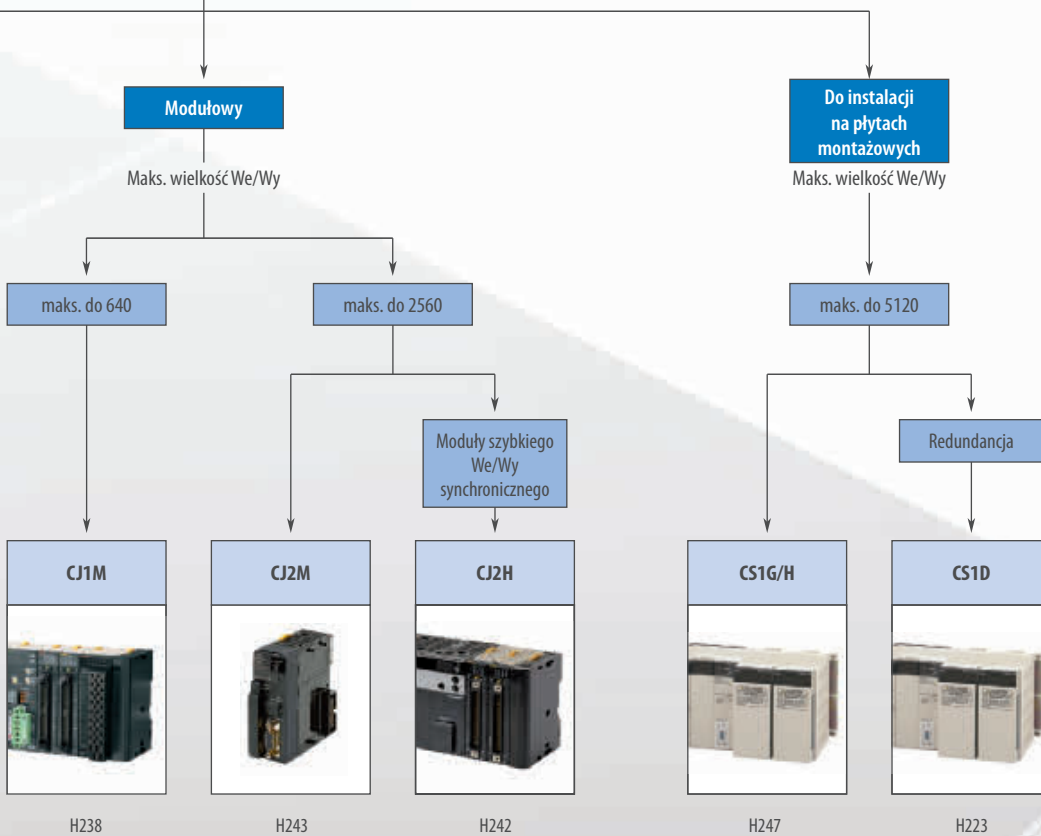 Modułowy
Do instalacji
na płytach
montażowych
Maks. wielkość We/Wy
Maks. wielkość We/Wy
maks. do 640
maks. do 2560
maks. do 5120
Moduły szybkiego
We/Wy
synchronicznego
Redundancja
CJ1M
CJ2M
CJ2H
CS1G/H
CS1D
H238
H243
H242
H247
H223